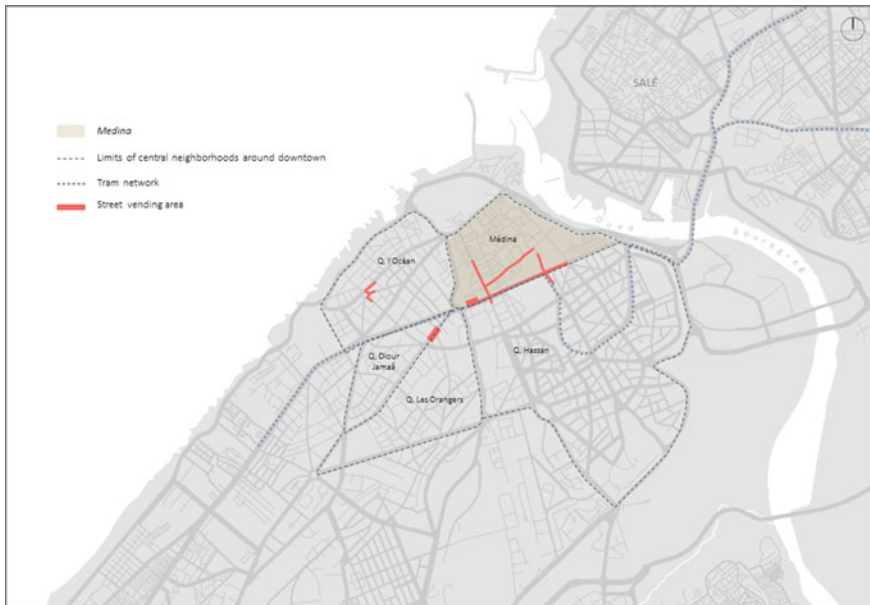 SALÉ
Medina
Limits of central neighborhoods around downtown
Tram network
Street vending area
Oued Bouregreg
Médina
Q. l'Océan
Q. Hassan
Q. Diour
Jamaâ
Q. Les Orangers